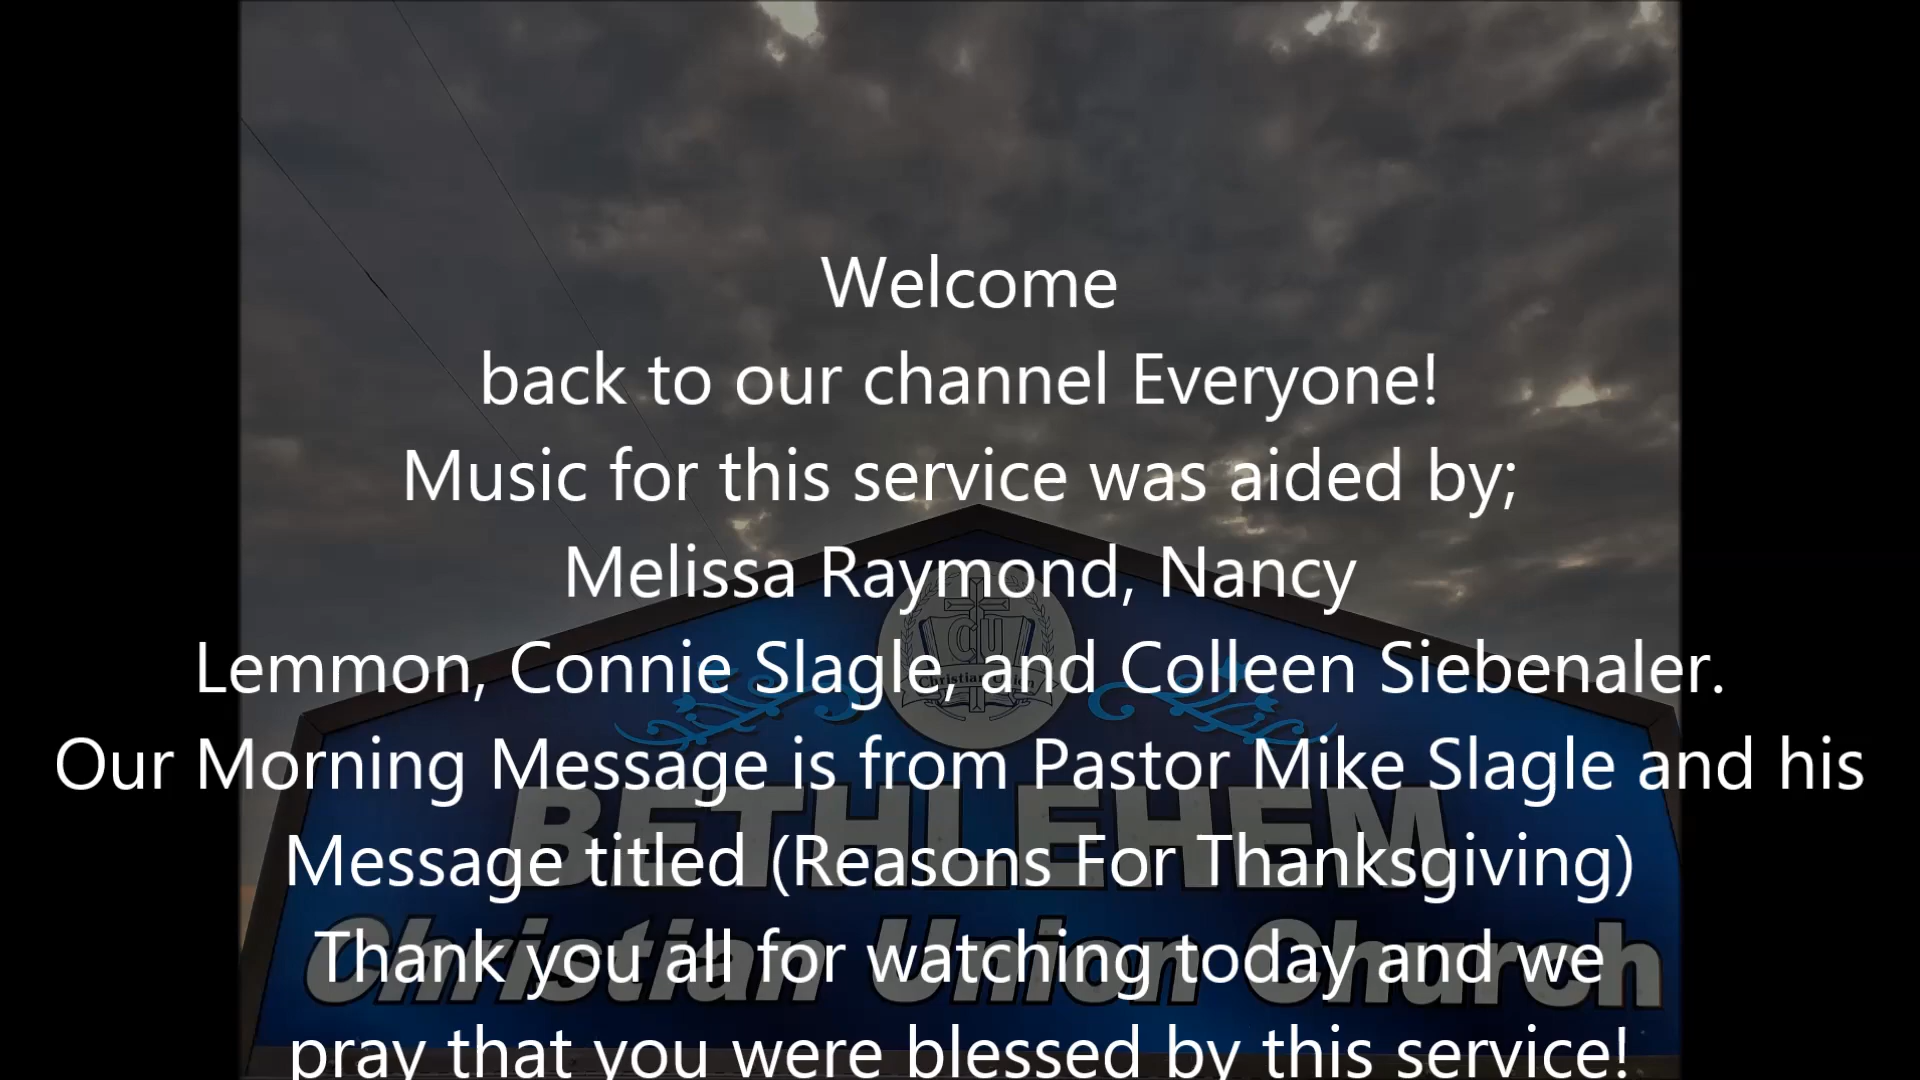 Welcome
back to our channel Everyone!
Music for this service was aided by;
Melissa Raymond, Nancy
Lemmon, Connie Slagle, and Colleen Siebenaler.
Our Morning Message is from Pastor Mike Slagle and his
Message titled (Reasons For Thanksgiving)
Thank you all for watching today and we
pray that you were blessed by this service!
CU
Christian Union
BETHLEHEM
Christian Union Church